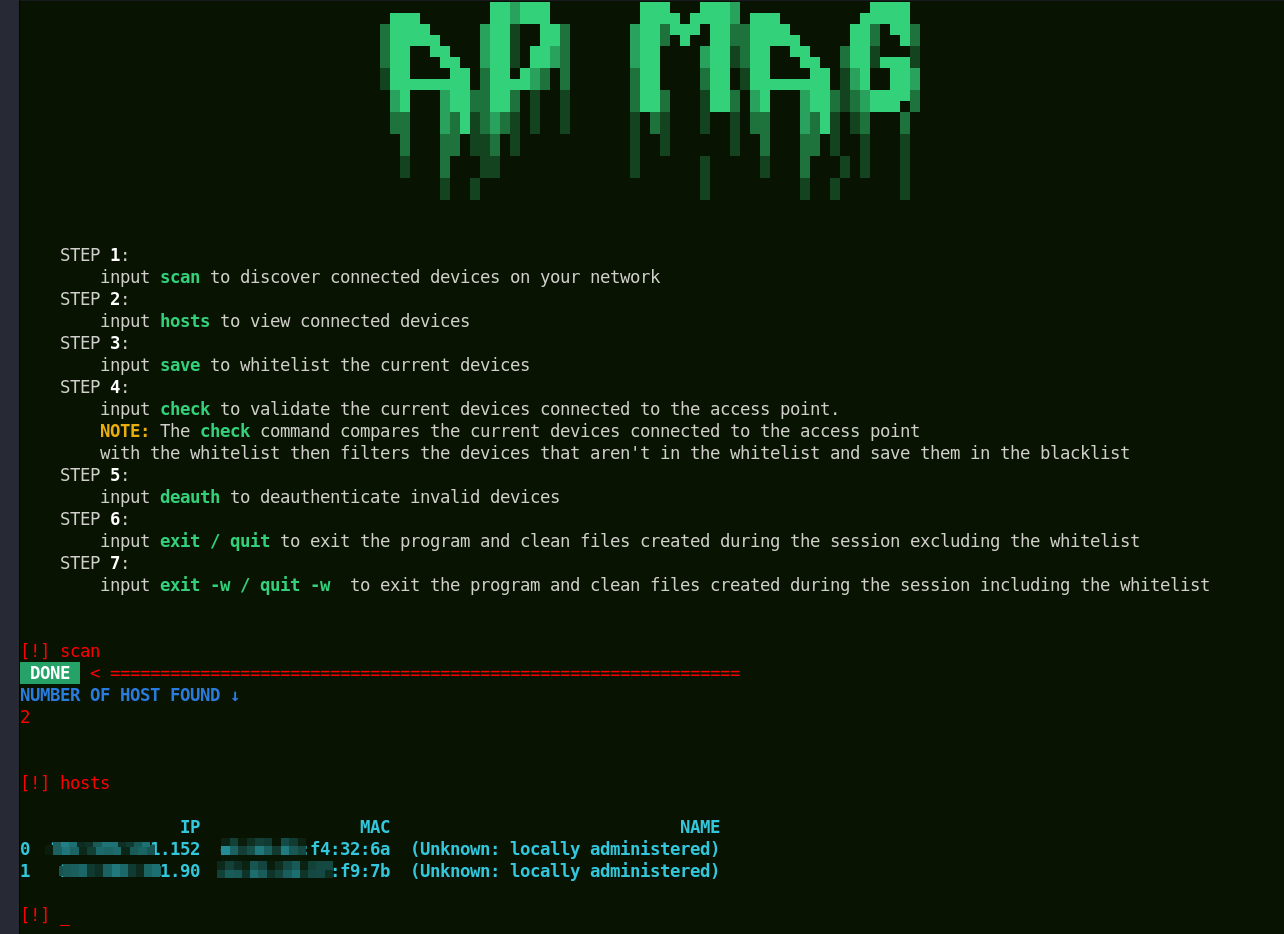 AP MAG
STEP 1:
input scan to discover connected devices on your network
STEP 2:
input hosts to view connected devices
STEP 3:
input save to whitelist the current devices
STEP 4:
input check to validate the current devices connected to the access point.
NOTE: The check command compares the current devices connected to the access point
with the whitelist then filters the devices that aren't in the whitelist and save them in the blacklist
STEP 5:
input deauth to deauthenticate invalid devices
STEP 6:
input exit / quit to exit the program and clean files created during the session excluding the whitelist
STEP 7:
input exit -w / quit -w  to exit the program and clean files created during the session including the whitelist
[!] scan
DONE < ===============================================================
NUMBER OF HOST FOUND ↓
2
[!] hosts
IP MAC NAME
0 1.152 :f4:32:6a (Unknown: locally administered)
1 1.90 :f9:7b (Unknown: locally administered)
[!] _